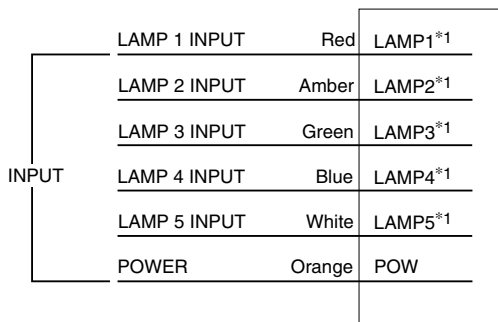 LAMP 1 INPUT Red LAMP1*1
LAMP 2 INPUT Amber LAMP2*1
LAMP 3 INPUT Green LAMP3*1
INPUT
LAMP 4 INPUT Blue LAMP4*1
LAMP 5 INPUT White LAMP5*1
POWER Orange POW